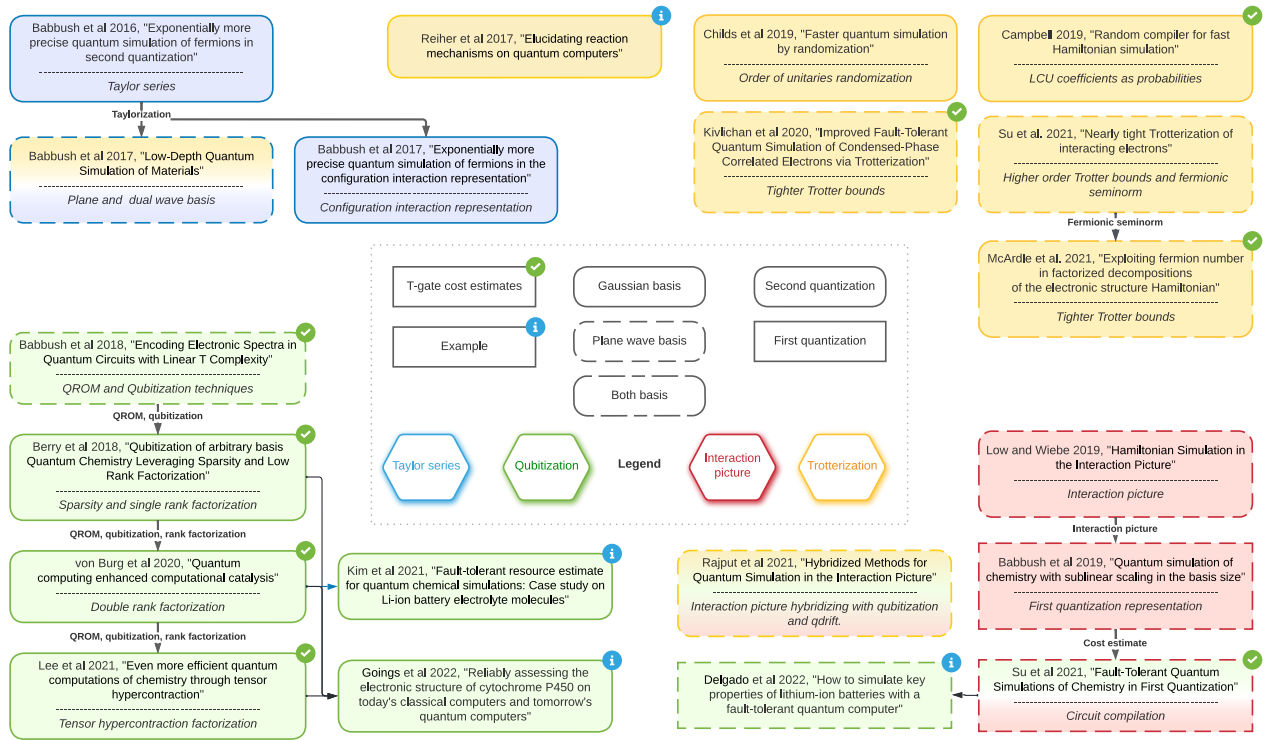 Babbush et al 2016, "Exponentially more
precise quantum simulation of fermions in
second quantization"
Taylor series
Taylorization
Babbush et al 2017, "Low-Depth Quantum
Simulation of Materials"
Plane and dual wave basis
Babbush et al 2017, "Exponentially more
precise quantum simulation of fermions in the
configuration interaction representation"
Configuration interaction representation
Reiher et al 2017, "Elucidating reaction
mechanisms on quantum computers"
Childs et al 2019, "Faster quantum simulation
by randomization"
Order of unitaries randomization
Campbell 2019, "Random compiler for fast
Hamiltonian simulation"
LCU coefficients as probabilities
Kivlichan et al 2020, "Improved Fault-Tolerant
Quantum Simulation of Condensed-Phase
Correlated Electrons via Trotterization"
Tighter Trotter bounds
Su et al. 2021, "Nearly tight Trotterization of
interacting electrons"
Higher order Trotter bounds and fermionic
seminorm
Fermionic seminorm
McArdle et al. 2021, "Exploiting fermion number
in factorized decompositions
of the electronic structure Hamiltonian"
Tighter Trotter bounds
T-gate cost estimates
Gaussian basis
Second quantization
Example
Plane wave basis
First quantization
Both basis
Taylor series
Qubitization
Legend
Interaction
picture
Trotterization
Babbush et al 2018, "Encoding Electronic Spectra in
Quantum Circuits with Linear T Complexity"
QROM and Qubitization techniques
QROM, qubitization
Berry et al 2018, "Qubitization of arbitrary basis
Quantum Chemistry Leveraging Sparsity and Low
Rank Factorization"
Sparsity and single rank factorization
QROM, qubitization, rank factorization
von Burg et al 2020, "Quantum
computing enhanced computational catalysis"
Double rank factorization
QROM, qubitization, rank factorization
Lee et al 2021, "Even more efficient quantum
computations of chemistry through tensor
hypercontraction"
Tensor hypercontraction factorization
Kim et al 2021, "Fault-tolerant resource estimate
for quantum chemical simulations: Case study on
Li-ion battery electrolyte molecules"
Goings et al 2022, "Reliably assessing the
electronic structure of cytochrome P450 on
today's classical computers and tomorrow's
quantum computers"
Rajput et al 2021, "Hybridized Methods for
Quantum Simulation in the Interaction Picture"
Interaction picture hybridizing with qubitization
and qdrift.
Delgado et al 2022, "How to simulate key
properties of lithium-ion batteries with a
fault-tolerant quantum computer"
Low and Wiebe 2019, "Hamiltonian Simulation in
the Interaction Picture"
Interaction picture
Interaction picture
Babbush et al 2019, "Quantum simulation of
chemistry with sublinear scaling in the basis size"
First quantization representation
Cost estimate
Su et al 2021, "Fault-Tolerant Quantum
Simulations of Chemistry in First Quantization"
Circuit compilation